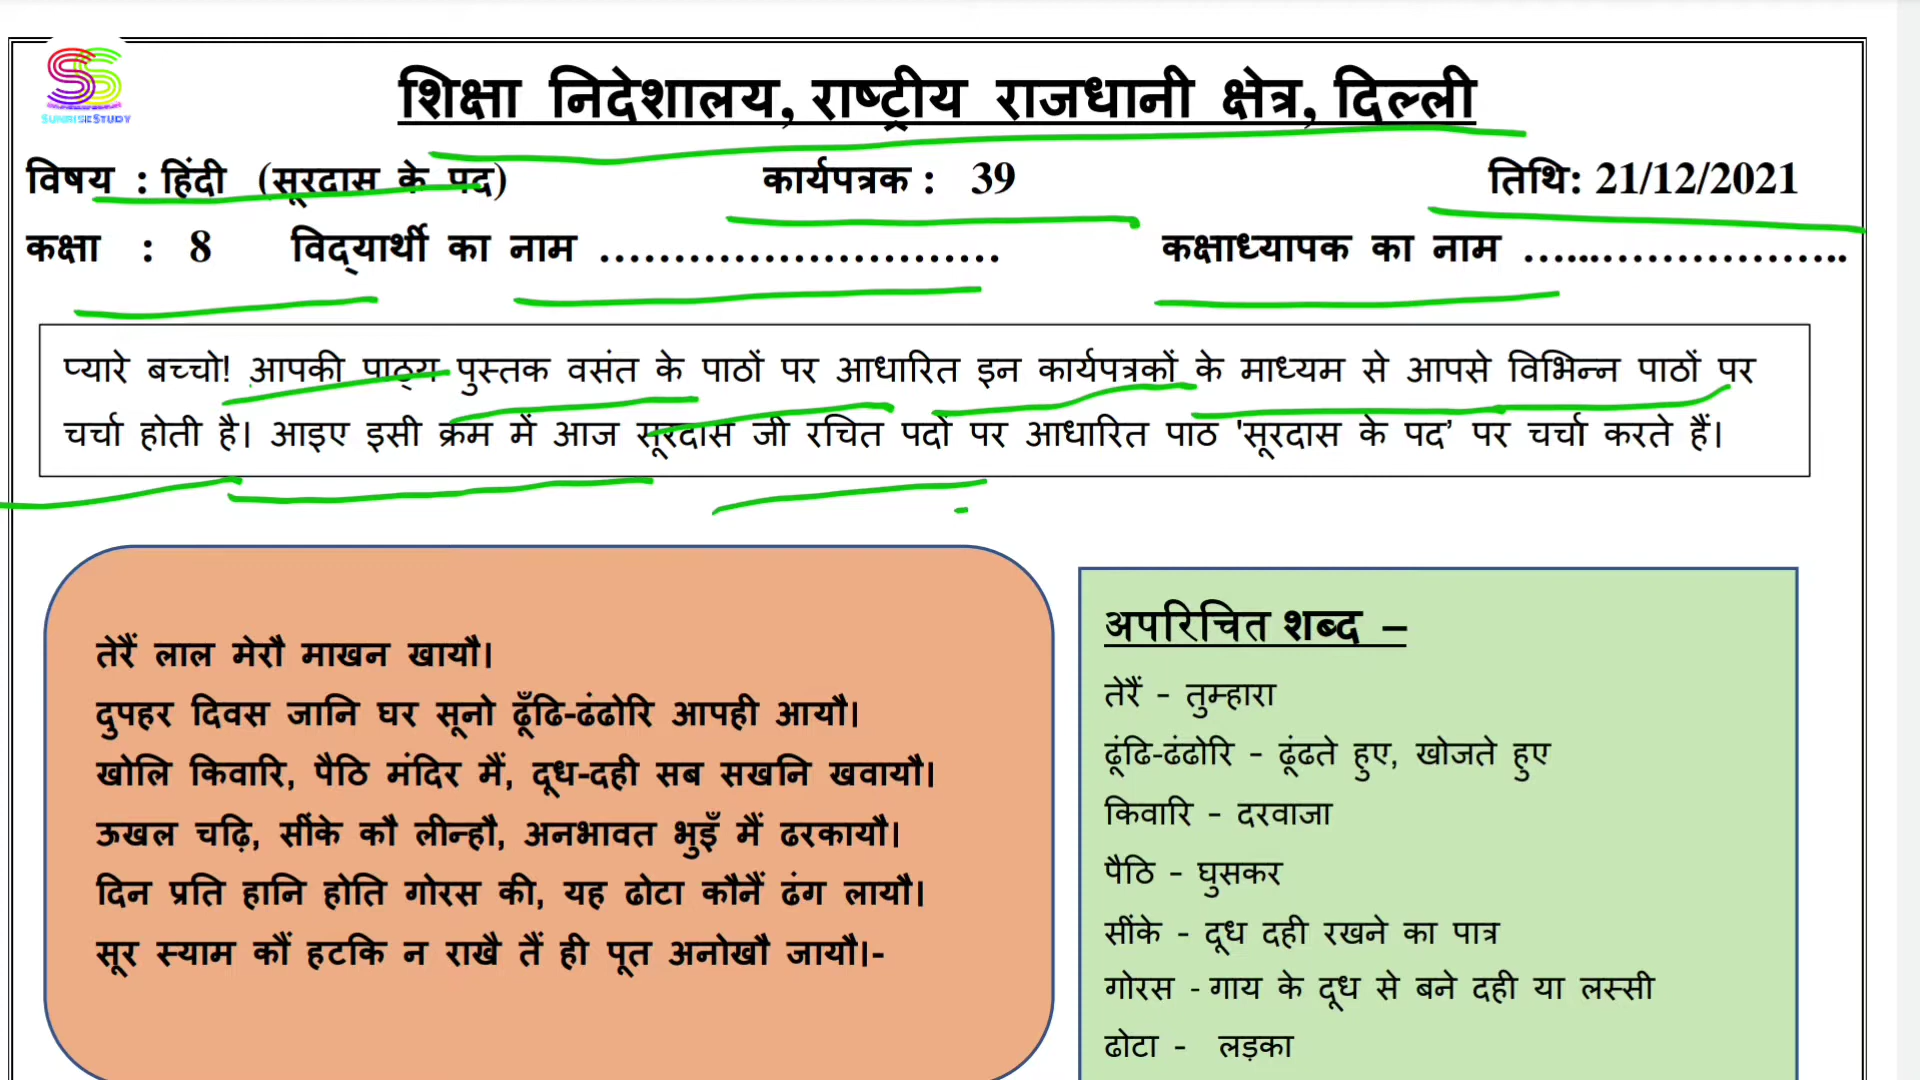 SUNRISE STUDY
शिक्षा निदेशालय, राष्ट्रीय राजधानी क्षेत्र, दिल्ली
विषय : हिंदी (सूरदास के पद) कार्यपत्रक : 39 तिथि: 21/12/2021
कक्षा : 8 विद्यार्थी का नाम ........................... कक्षाध्यापक का नाम ........................
प्यारे बच्चो! आपकी पाठ्य पुस्तक वसंत के पाठों पर आधारित इन कार्यपत्रकों के माध्यम से आपसे विभिन्न पाठों पर
चर्चा होती है। आइए इसी क्रम में आज सूरदास जी रचित पदों पर आधारित पाठ 'सूरदास के पद’ पर चर्चा करते हैं।
तेरैं लाल मेरौ माखन खायौ।
दुपहर दिवस जानि घर सूनो ढूँढि-ढंढोरि आपही आयौ।
खोलि किवारि, पैठि मंदिर मैं, दूध-दही सब सखनि खवायौ।
ऊखल चढ़ि, सींके कौ लीन्हौ, अनभावत भुइँ मैं ढरकायौ।
दिन प्रति हानि होति गोरस की, यह ढोटा कौनैं ढंग लायौ।
सूर स्याम कौं हटकि न राखै तैं ही पूत अनोखौ जायौ।-
अपरिचित शब्द –
तेरैं - तुम्हारा
ढूंढि-ढंढोरि - ढूंढते हुए, खोजते हुए
किवारि - दरवाजा
पैठि - घुसकर
सींके - दूध दही रखने का पात्र
गोरस - गाय के दूध से बने दही या लस्सी
ढोटा - लड़का